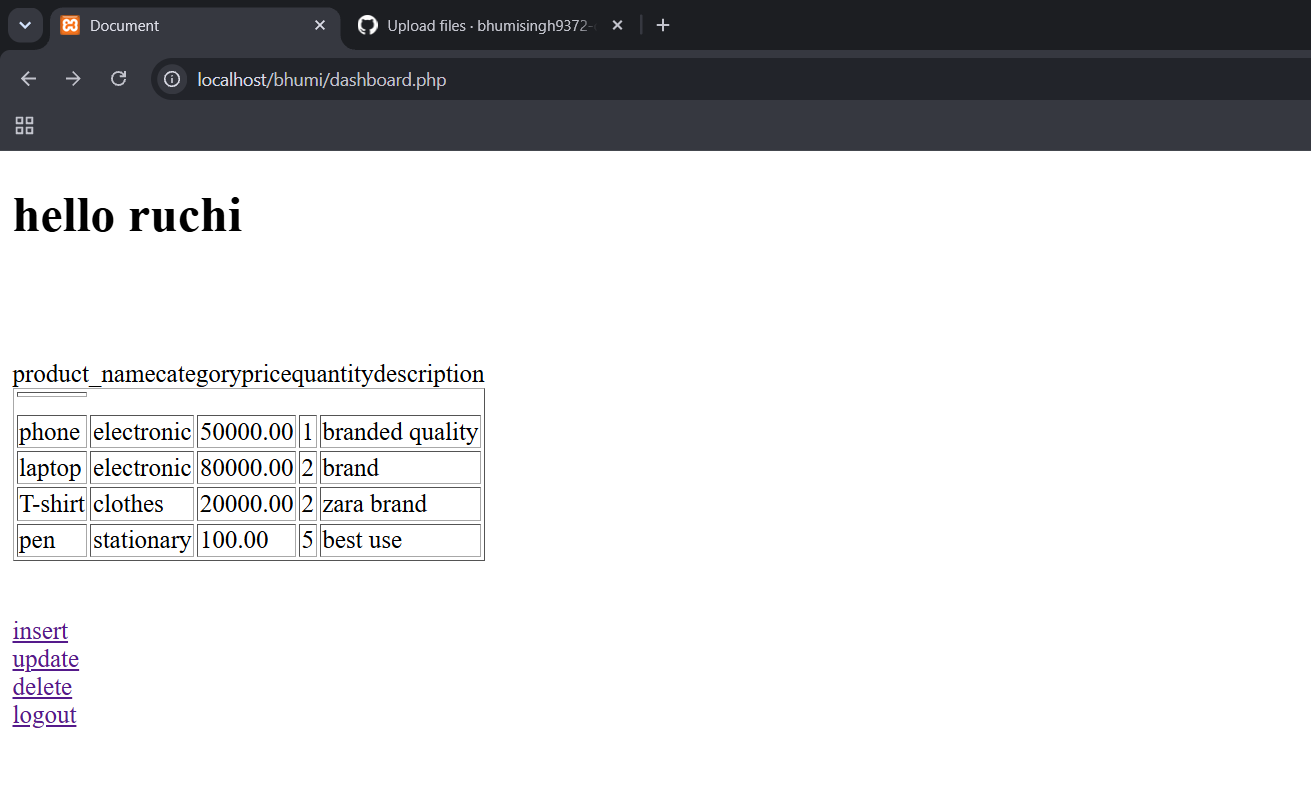 Document
Upload files · bhumisingh9372-
localhost/bhumi/dashboard.php
hello ruchi
product_namecategorypricequantitydescription
phone electronic 50000.00 1 branded quality
laptop electronic 80000.00 2 brand
T-shirt clothes 20000.00 2 zara brand
pen stationary 100.00 5 best use
insert
update
delete
logout